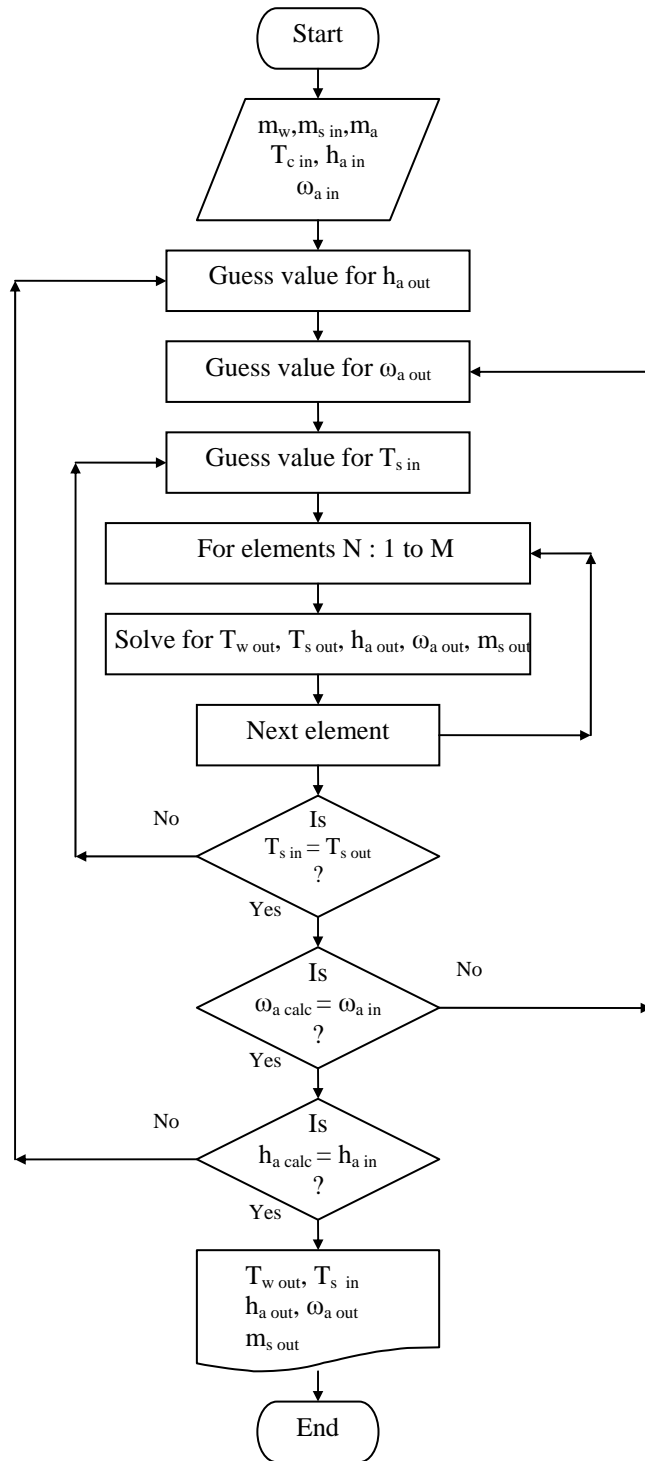 Start
m_w,m_s in,m_a
T_c in, h_a in
ω_a in
Guess value for h_a out
Guess value for ω_a out
Guess value for T_s in
For elements N : 1 to M
Solve for T_w out, T_s out, h_a out, ω_a out, m_s out
Next element
No
Is
T_s in = T_s out
?
Yes
Is
No
ω_a calc = ω_a in
?
Yes
No
Is
h_a calc = h_a in
?
Yes
T_w out, T_s in
h_a out, ω_a out
m_s out
End